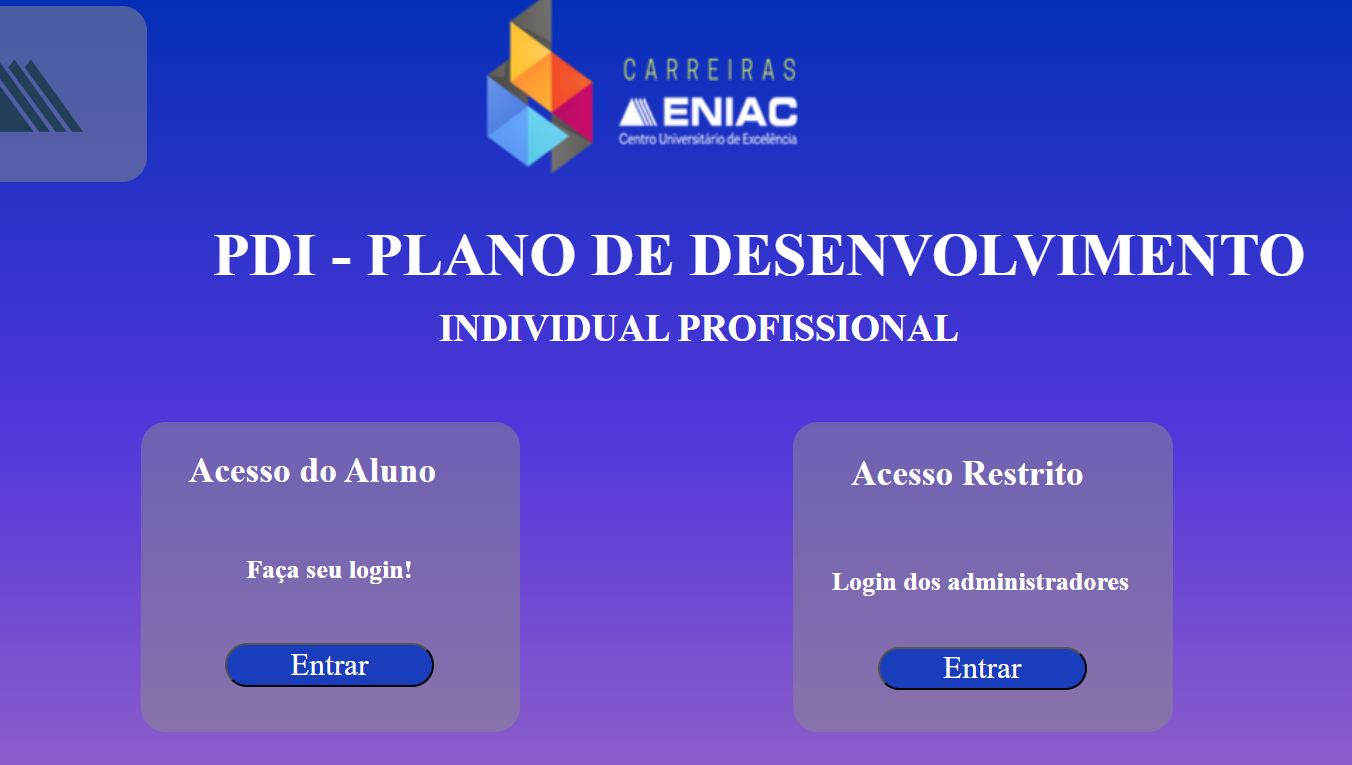 CARREIRAS
ENIAC
Centro Universitário de Excelência
PDI - PLANO DE DESENVOLVIMENTO
INDIVIDUAL PROFISSIONAL
Acesso do Aluno
Faça seu login!
Entrar
Acesso Restrito
Login dos administradores
Entrar